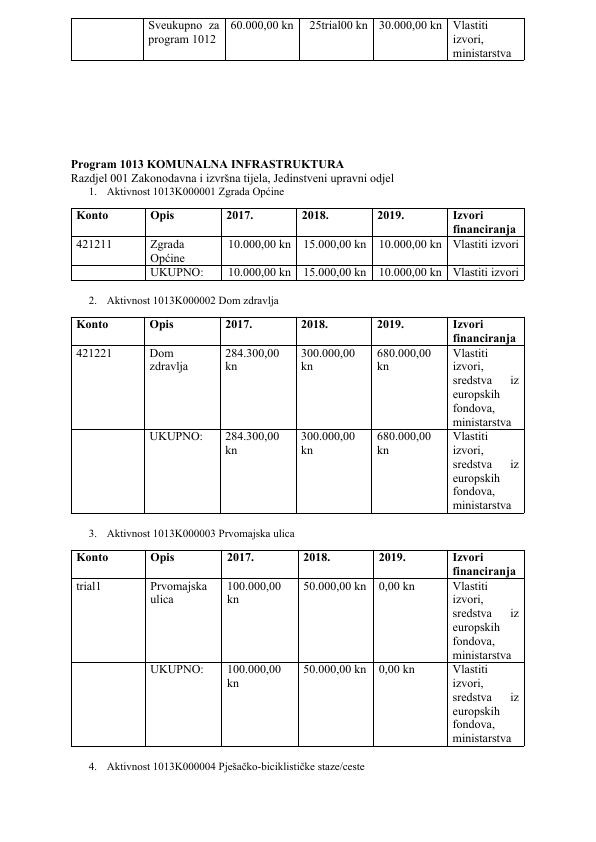 Sveukupno za 60.000,00 kn 25trial00 kn 30.000,00 kn Vlastiti
program 1012 izvori,
ministarstva
Program 1013 KOMUNALNA INFRASTRUKTURA
Razdjel 001 Zakonodavna i izvršna tijela, Jedinstveni upravni odjel
1. Aktivnost 1013K000001 Zgrada Općine
Konto Opis 2017. 2018. 2019. Izvori
financiranja
421211 Zgrada 10.000,00 kn 15.000,00 kn 10.000,00 kn Vlastiti izvori
Općine
UKUPNO: 10.000,00 kn 15.000,00 kn 10.000,00 kn Vlastiti izvori
2. Aktivnost 1013K000002 Dom zdravlja
Konto Opis 2017. 2018. 2019. Izvori
financiranja
421221 Dom 284.300,00 300.000,00 680.000,00 Vlastiti
zdravlja kn kn kn izvori,
sredstva iz
europskih
fondova,
ministarstva
UKUPNO: 284.300,00 300.000,00 680.000,00 Vlastiti
kn kn kn izvori,
sredstva iz
europskih
fondova,
ministarstva
3. Aktivnost 1013K000003 Prvomajska ulica
Konto Opis 2017. 2018. 2019. Izvori
financiranja
trial1 Prvomajska 100.000,00 50.000,00 kn 0,00 kn Vlastiti
ulica kn izvori,
sredstva iz
europskih
fondova,
ministarstva
UKUPNO: 100.000,00 50.000,00 kn 0,00 kn Vlastiti
kn izvori,
sredstva iz
europskih
fondova,
ministarstva
4. Aktivnost 1013K000004 Pješačko-biciklističke staze/ceste